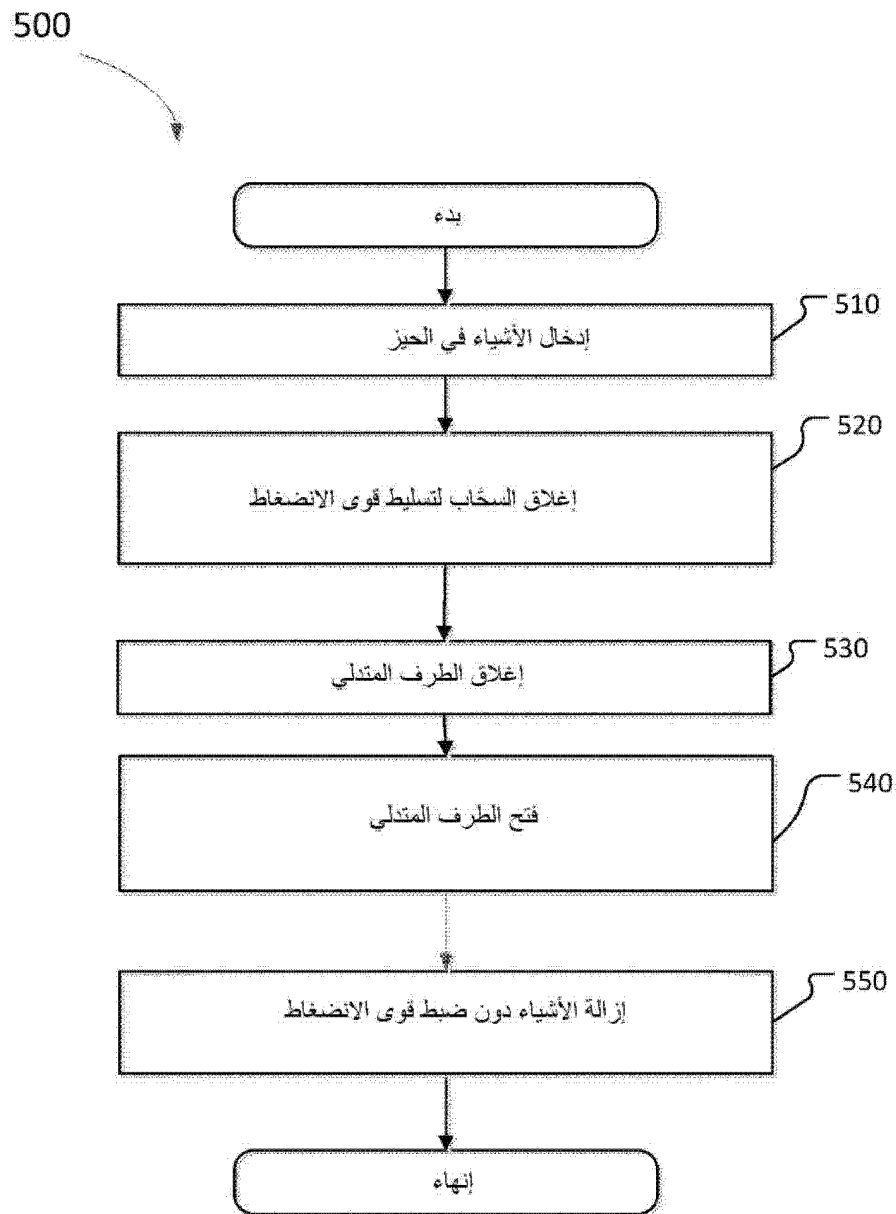 500
بدء
510
إدخال الأشياء في الحيز
520
إغلاق السحَّاب لتسليط قوى الانضغاط
530
إغلاق الطرف المتدلي
540
فتح الطرف المتدلي
550
إزالة الأشياء دون ضبط قوى الانضغاط
إنهاء